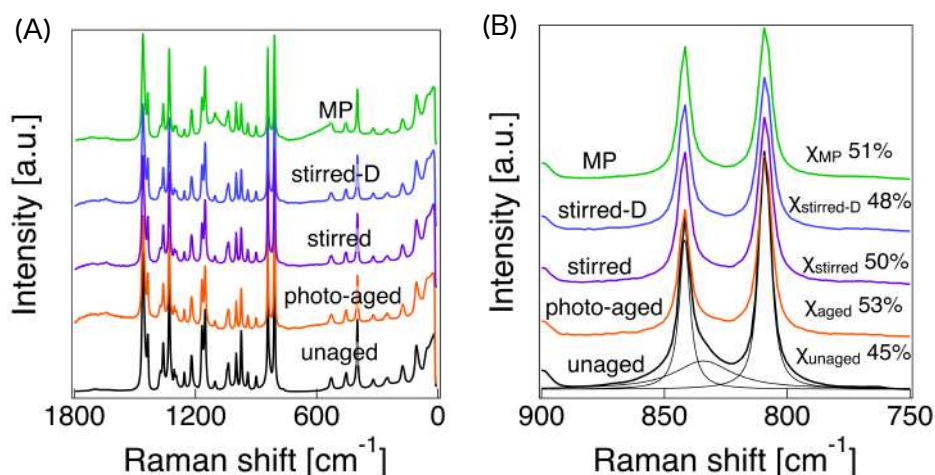 (A)
Intensity [a.u.]
MP
stirred-D
stirred
photo-aged
unaged
1800 1200 600 0
Raman shift [cm⁻¹]
(B)
Intensity [a.u.]
MP χMP 51%
stirred-D χstirred-D 48%
stirred χstirred 50%
photo-aged χaged 53%
unaged χunaged 45%
900 850 800 750
Raman shift [cm⁻¹]